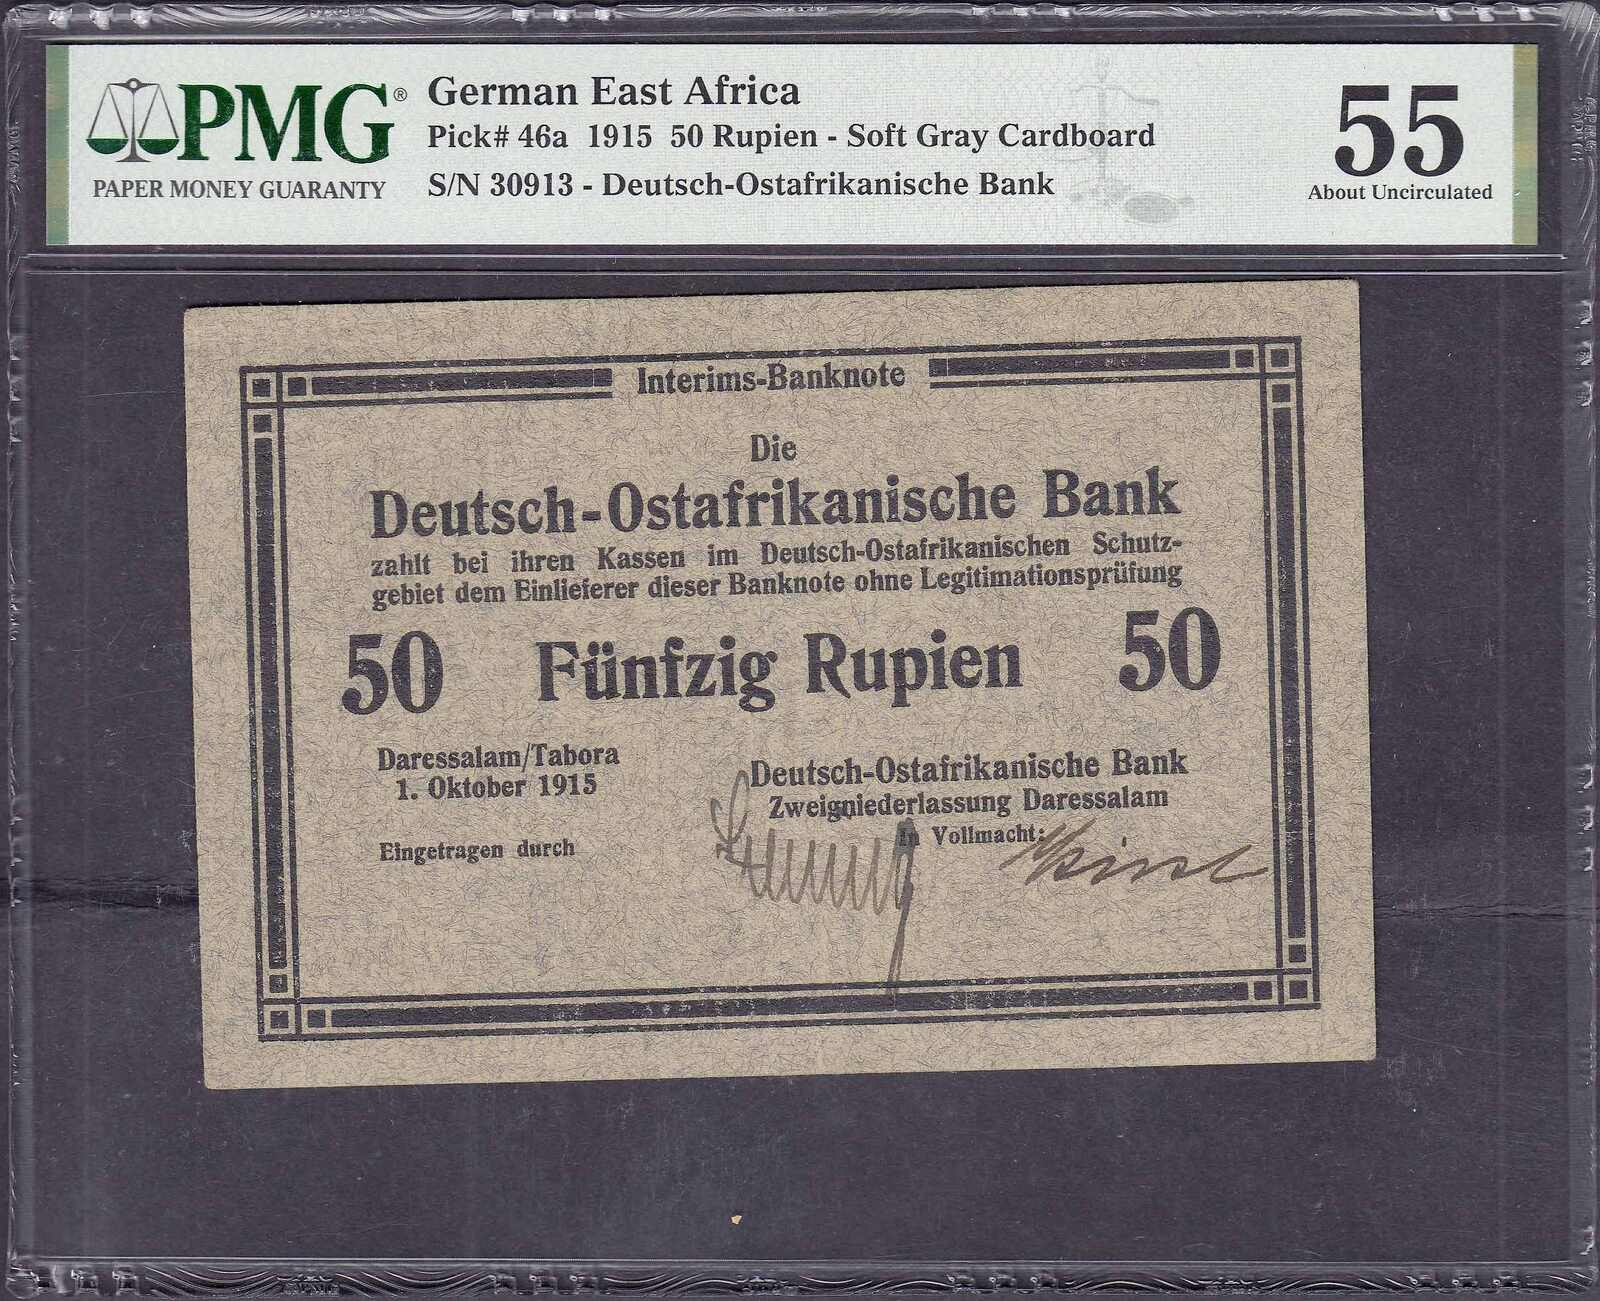 PMG®
PAPER MONEY GUARANTY
German East Africa
Pick# 46a 1915 50 Rupien - Soft Gray Cardboard
S/N 30913 - Deutsch-Ostafrikanische Bank
55
About Uncirculated
Interims-Banknote
Die
Deutsch-Ostafrikanische Bank
zahlt bei ihren Kassen im Deutsch-Ostafrikanischen Schutz-
gebiet dem Einlieferer dieser Banknote ohne Legitimationsprüfung
50 Fünfzig Rupien 50
Daressalam/Tabora
1. Oktober 1915
Eingetragen durch
Deutsch-Ostafrikanische Bank
Zweigniederlassung Daressalam
In Vollmacht: